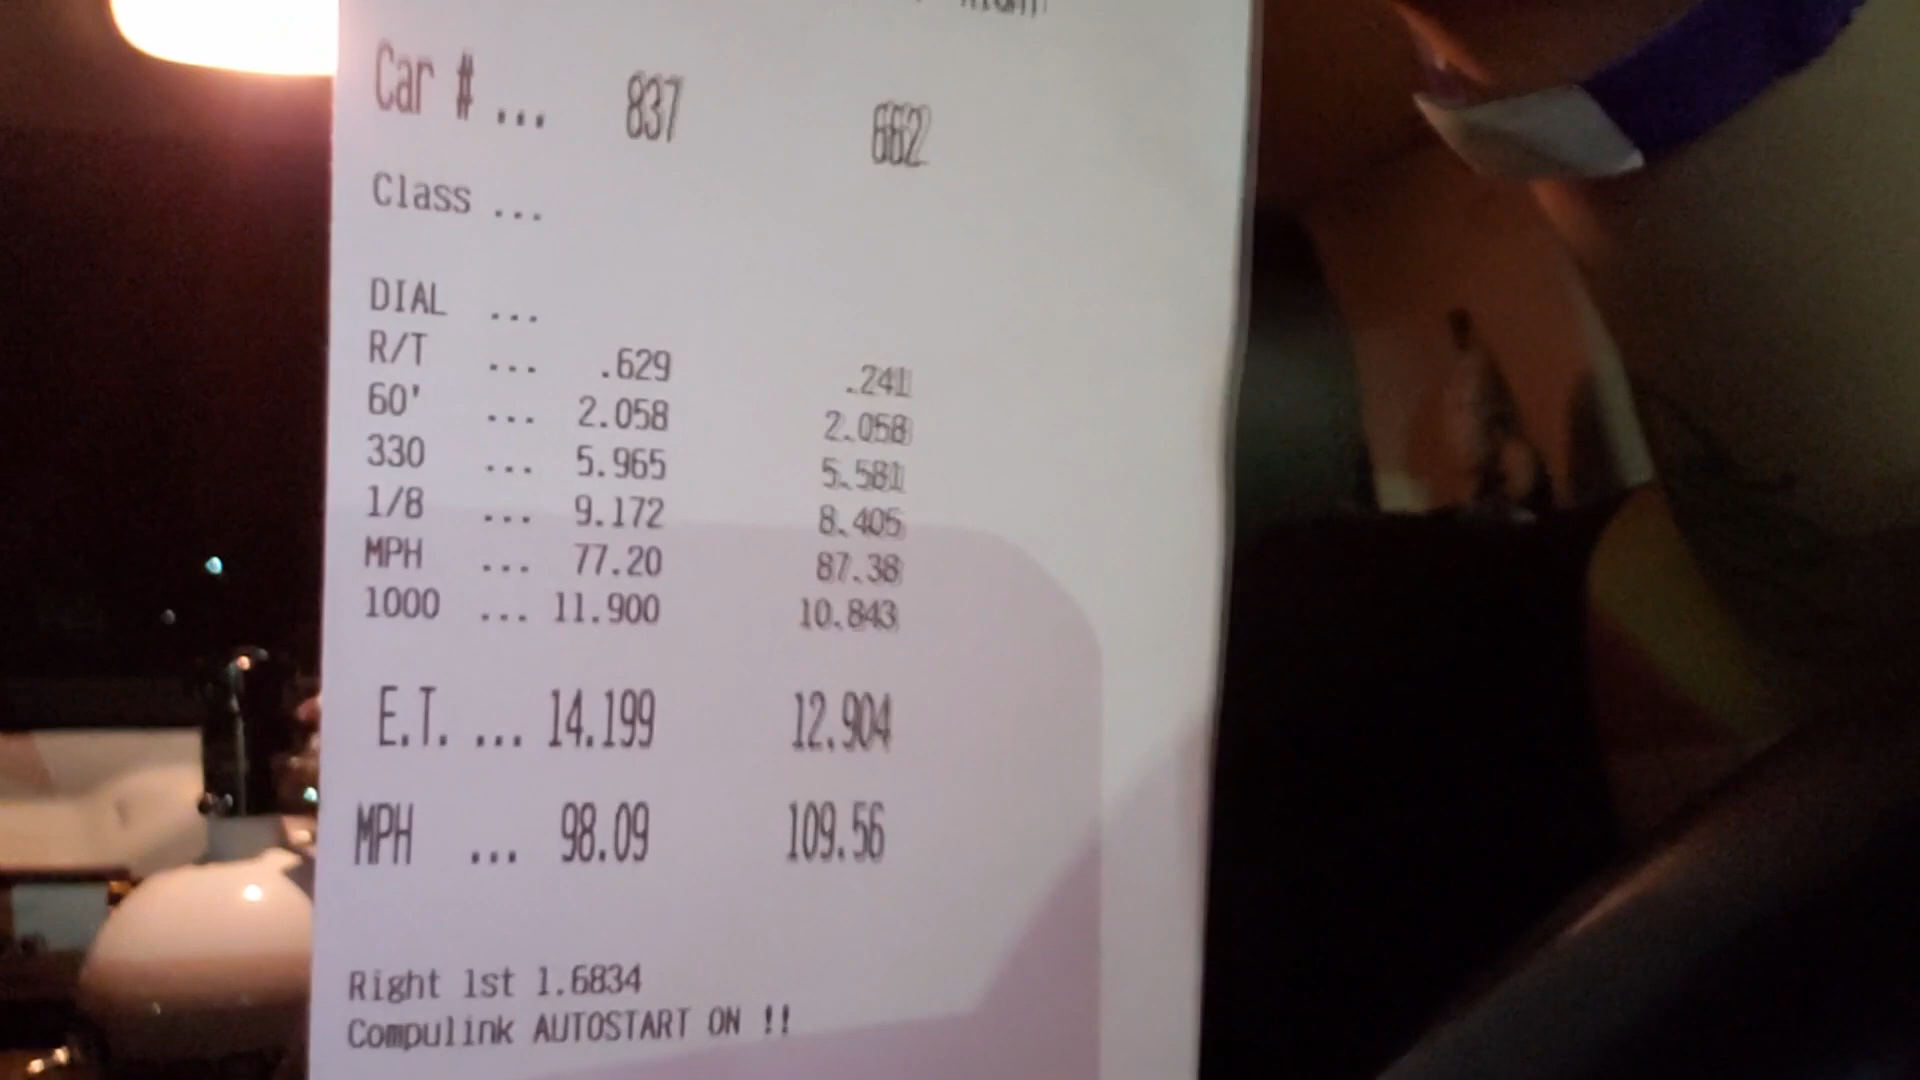 Car # ... 837 662
Class ...
DIAL ...
R/T ... .629 .241
60' ... 2.058 2.058
330 ... 5.965 5.581
1/8 ... 9.172 8.405
MPH ... 77.20 87.38
1000 ... 11.900 10.843
E.T. ... 14.199 12.904
MPH ... 98.09 109.56
Right 1st 1.6834
Compulink AUTOSTART ON !!